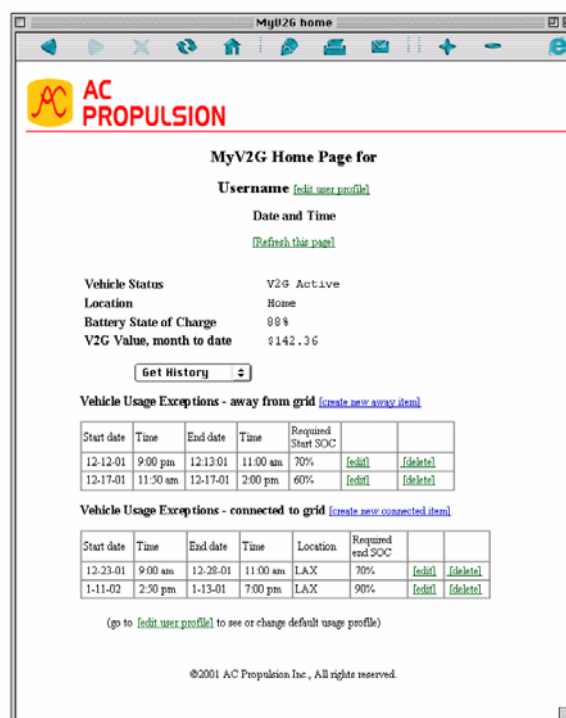 MyV2G home
AC
PROPULSION
MyV2G Home Page for
Username [edit user profile]
Date and Time
[Refresh this page]
Vehicle Status V2G Active
Location Home
Battery State of Charge 88%
V2G Value, month to date $142.36
Get History
Vehicle Usage Exceptions - away from grid [create new away item]
Start date Time End date Time Required Start SOC
12-12-01 9:00 pm 12:13:01 11:00 am 70% [edit] [delete]
12-17-01 11:50 am 12-17-01 2:00 pm 60% [edit] [delete]
Vehicle Usage Exceptions - connected to grid [create new connected item]
Start date Time End date Time Location Required end SOC
12-23-01 9:00 am 12-28-01 11:00 am LAX 70% [edit] [delete]
1-11-02 2:50 pm 1-13-01 7:00 pm LAX 90% [edit] [delete]
(go to [edit user profile] to see or change default usage profile)
©2001 AC Propulsion Inc., All rights reserved.